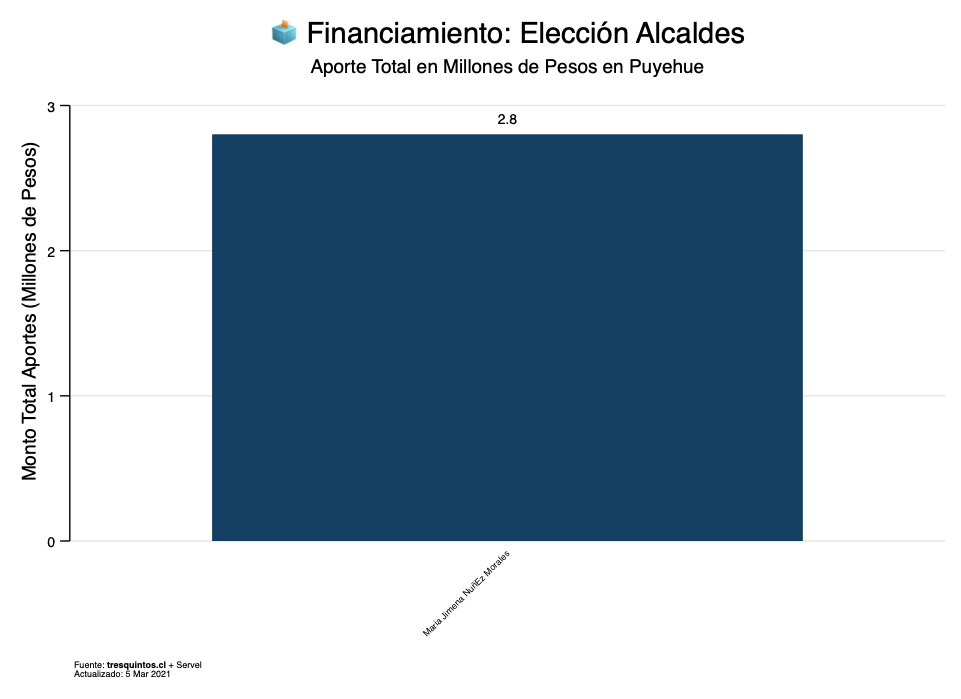 Financiamiento: Elección Alcaldes
Aporte Total en Millones de Pesos en Puyehue
Monto Total Aportes (Millones de Pesos)
3
2
1
0
2.8
Maria Jimena NuñEz Morales
Fuente: tresquintos.cl + Servel
Actualizado: 5 Mar 2021